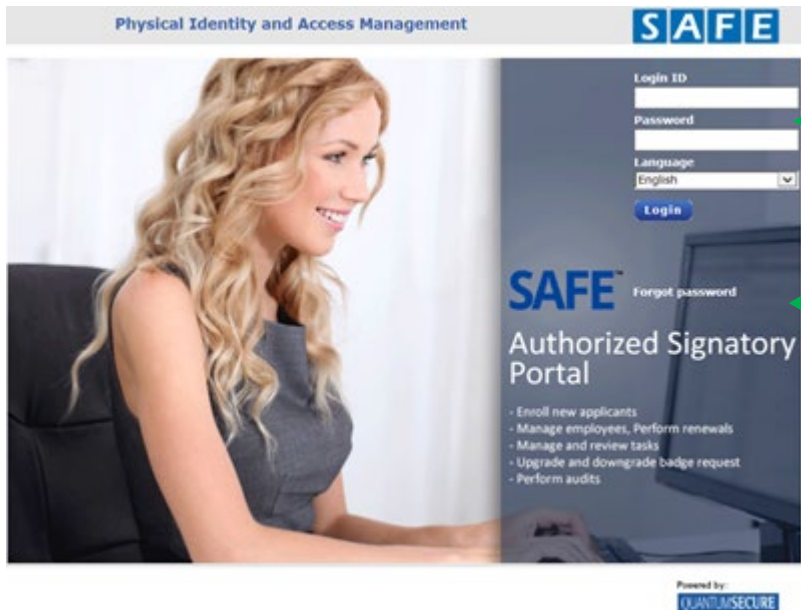 Physical Identity and Access Management
SAFE
Login ID
Password
Language
English
Login
SAFE™
Forgot password
Authorized Signatory
Portal
- Enroll new applicants
- Manage employees, Perform renewals
- Manage and review tasks
- Upgrade and downgrade badge request
- Perform audits
Powered by:
QUANTUMSECURE